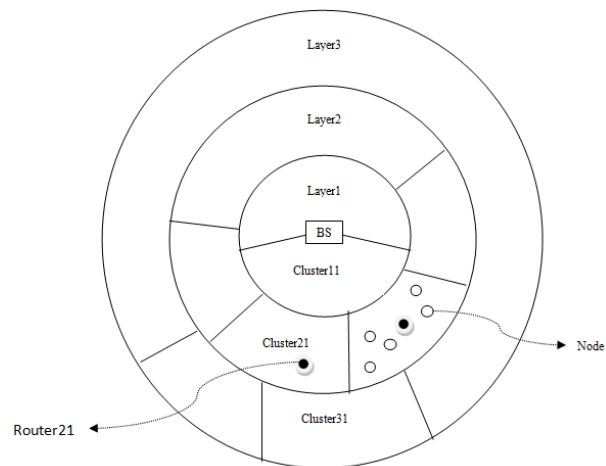 Layer3
Layer2
Layer1
BS
Cluster11
Cluster21
Node
Cluster31
Router21